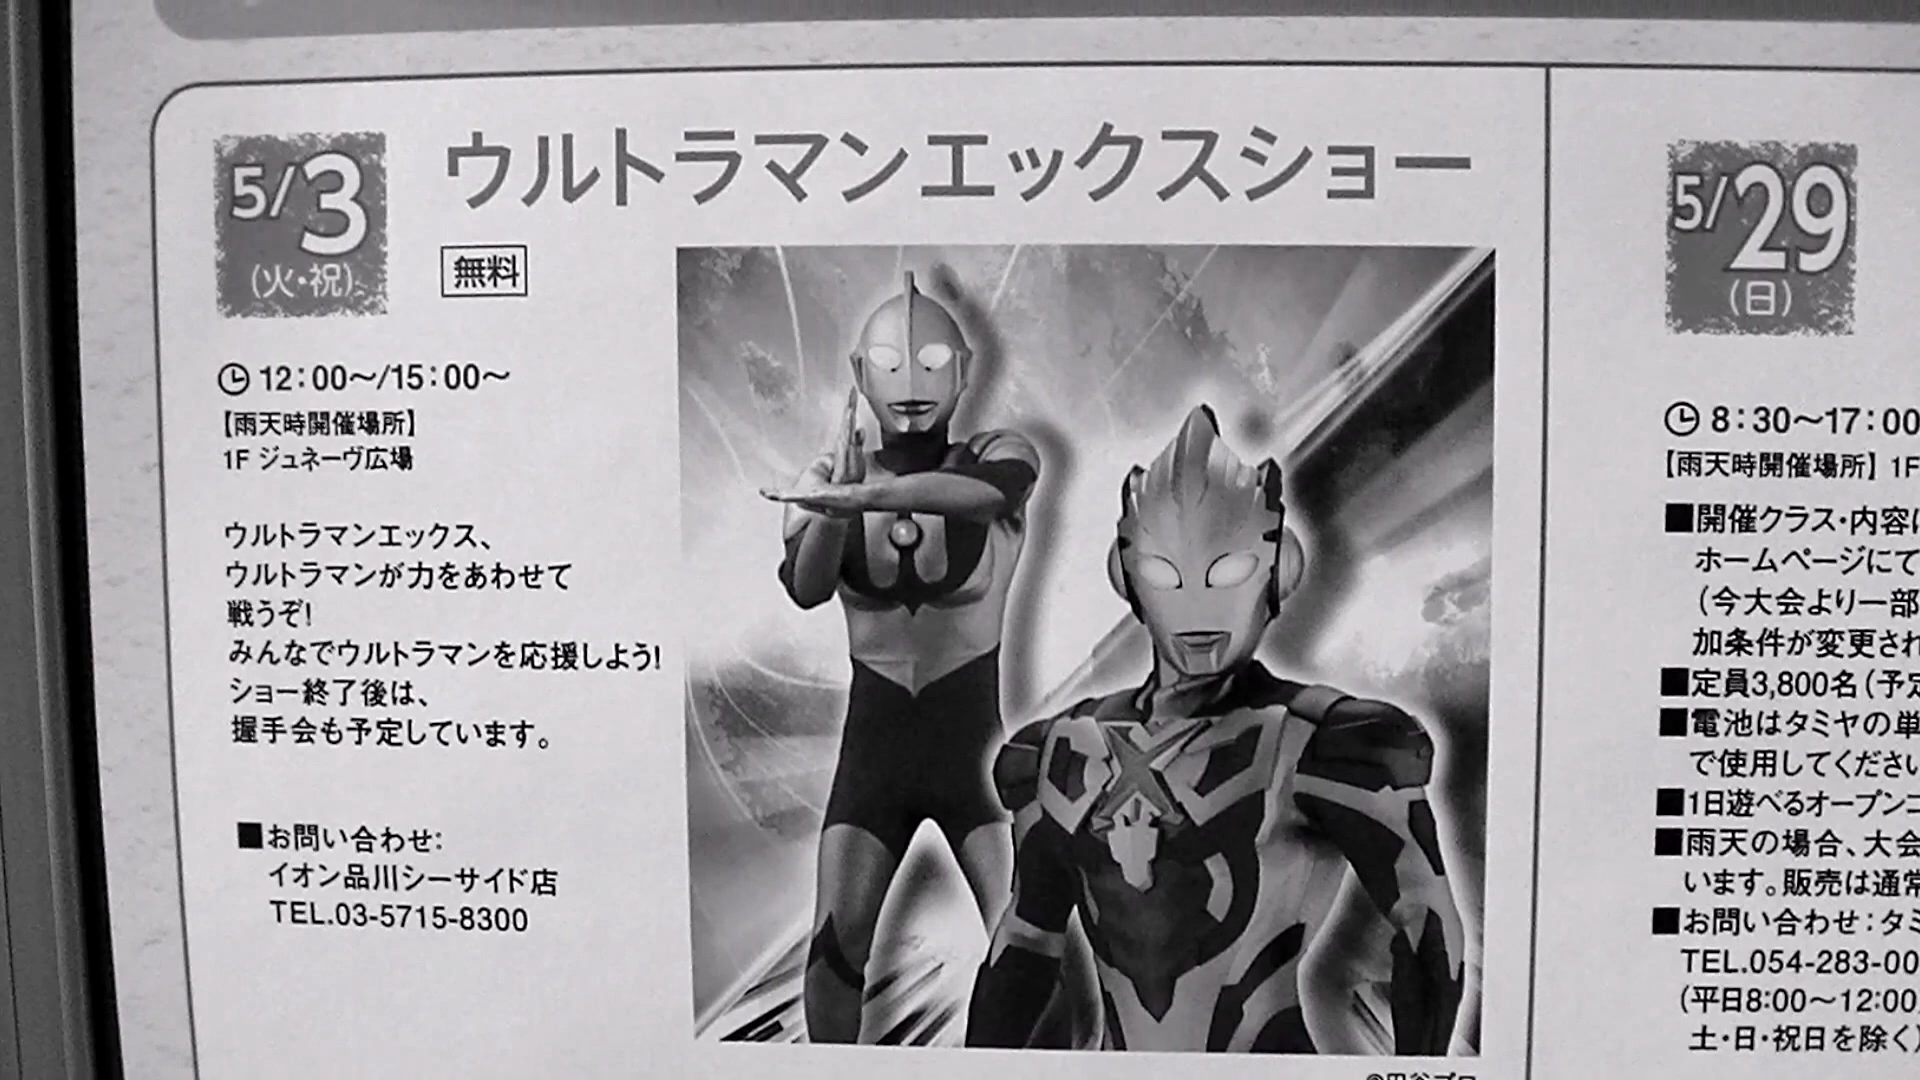 5/3
(火・祝)
ウルトラマンエックスショー
無料
12:00〜/15:00〜
【雨天時開催場所】
1F ジュネーヴ広場
ウルトラマンエックス、
ウルトラマンが力をあわせて
戦うぞ!
みんなでウルトラマンを応援しよう!
ショー終了後は、
握手会も予定しています。
■お問い合わせ:
イオン品川シーサイド店
TEL.03-5715-8300
5/29
(日)
8:30〜17:00
【雨天時開催場所】 1F
■開催クラス・内容
ホームページにて
(今大会より一部
加条件が変更され
■定員3,800名(予定
■電池はタミヤの単
で使用してください
■1日遊べるオープン
■雨天の場合、大会
います。販売は通常
■お問い合わせ:タミ
TEL.054-283-00
(平日8:00〜12:00
土・日・祝日を除く)